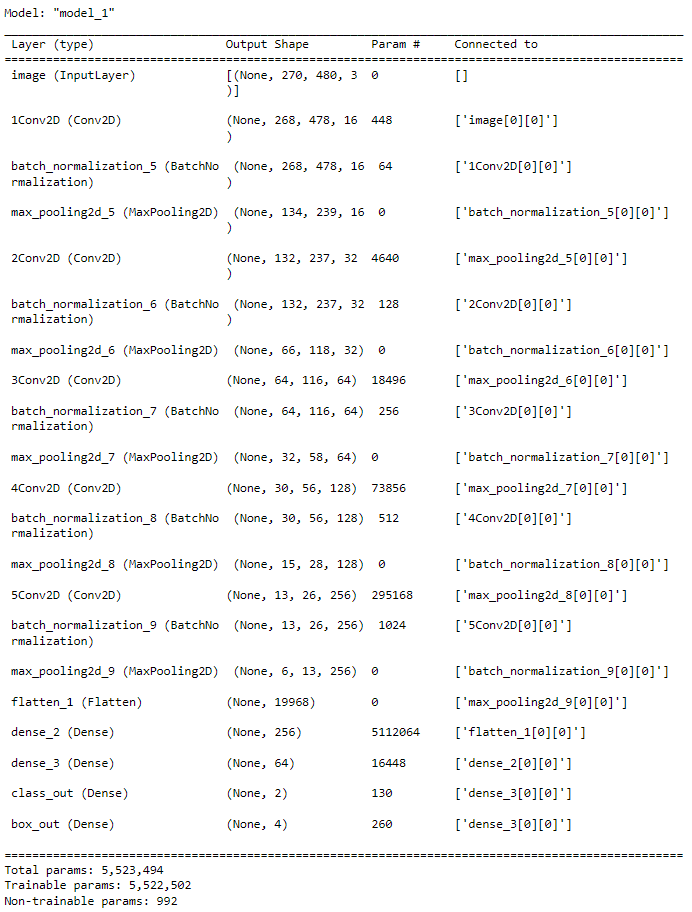 Model: "model_1"
__________________________________________________________________________________________________
Layer (type) Output Shape Param # Connected to
==================================================================================================
image (InputLayer) [(None, 270, 480, 3 0 []
)]
1Conv2D (Conv2D) (None, 268, 478, 16 448 ['image[0][0]']
)
batch_normalization_5 (BatchNo (None, 268, 478, 16 64 ['1Conv2D[0][0]']
rmalization) )
max_pooling2d_5 (MaxPooling2D) (None, 134, 239, 16 0 ['batch_normalization_5[0][0]']
)
2Conv2D (Conv2D) (None, 132, 237, 32 4640 ['max_pooling2d_5[0][0]']
)
batch_normalization_6 (BatchNo (None, 132, 237, 32 128 ['2Conv2D[0][0]']
rmalization) )
max_pooling2d_6 (MaxPooling2D) (None, 66, 118, 32) 0 ['batch_normalization_6[0][0]']
3Conv2D (Conv2D) (None, 64, 116, 64) 18496 ['max_pooling2d_6[0][0]']
batch_normalization_7 (BatchNo (None, 64, 116, 64) 256 ['3Conv2D[0][0]']
rmalization)
max_pooling2d_7 (MaxPooling2D) (None, 32, 58, 64) 0 ['batch_normalization_7[0][0]']
4Conv2D (Conv2D) (None, 30, 56, 128) 73856 ['max_pooling2d_7[0][0]']
batch_normalization_8 (BatchNo (None, 30, 56, 128) 512 ['4Conv2D[0][0]']
rmalization)
max_pooling2d_8 (MaxPooling2D) (None, 15, 28, 128) 0 ['batch_normalization_8[0][0]']
5Conv2D (Conv2D) (None, 13, 26, 256) 295168 ['max_pooling2d_8[0][0]']
batch_normalization_9 (BatchNo (None, 13, 26, 256) 1024 ['5Conv2D[0][0]']
rmalization)
max_pooling2d_9 (MaxPooling2D) (None, 6, 13, 256) 0 ['batch_normalization_9[0][0]']
flatten_1 (Flatten) (None, 19968) 0 ['max_pooling2d_9[0][0]']
dense_2 (Dense) (None, 256) 5112064 ['flatten_1[0][0]']
dense_3 (Dense) (None, 64) 16448 ['dense_2[0][0]']
class_out (Dense) (None, 2) 130 ['dense_3[0][0]']
box_out (Dense) (None, 4) 260 ['dense_3[0][0]']
==================================================================================================
Total params: 5,523,494
Trainable params: 5,522,502
Non-trainable params: 992